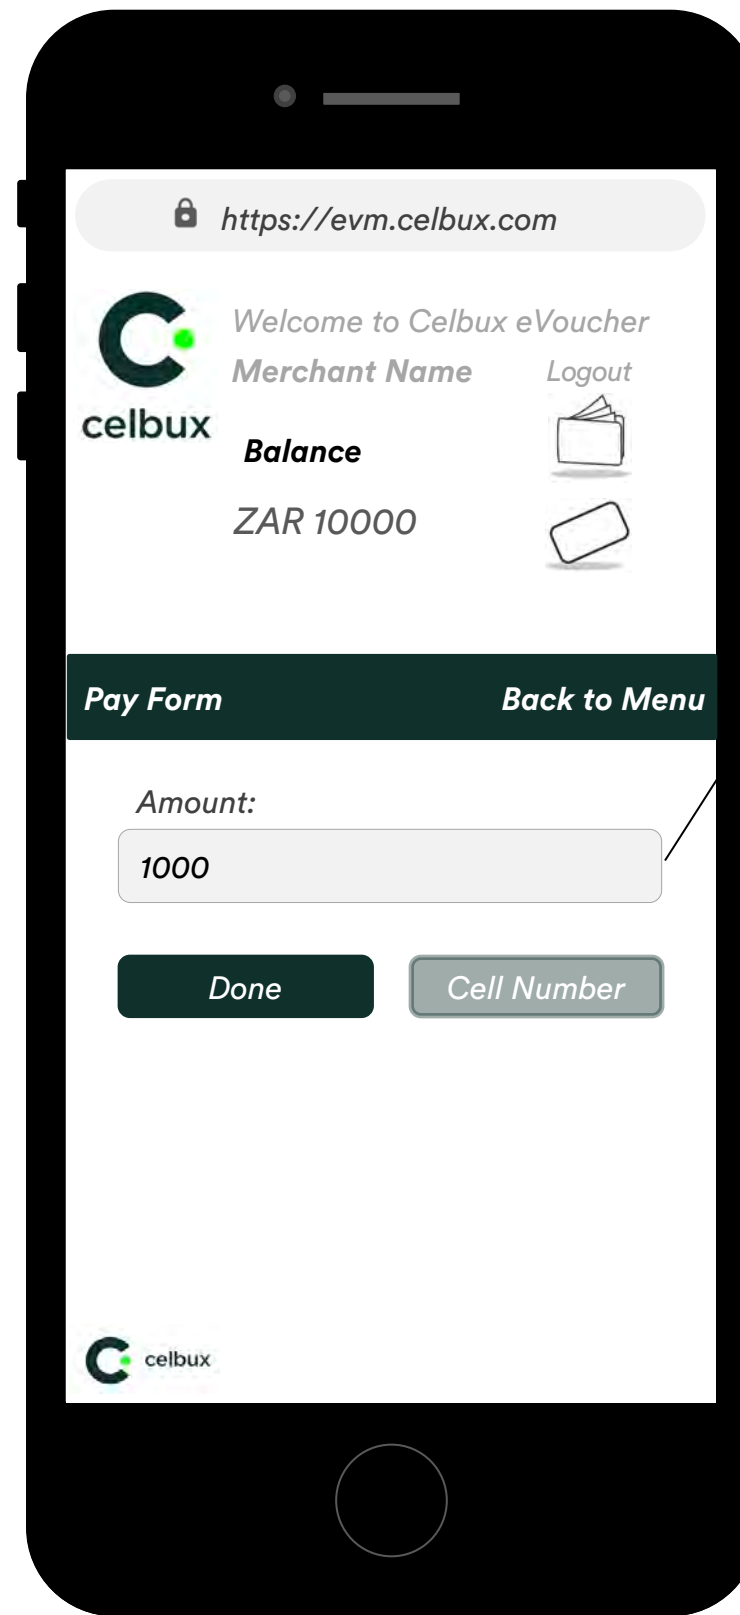 https://evm.celbux.com
Welcome to Celbux eVoucher
Merchant Name Logout
celbux
Balance
ZAR 10000
Pay Form Back to Menu
Amount:
1000
Done Cell Number
celbux